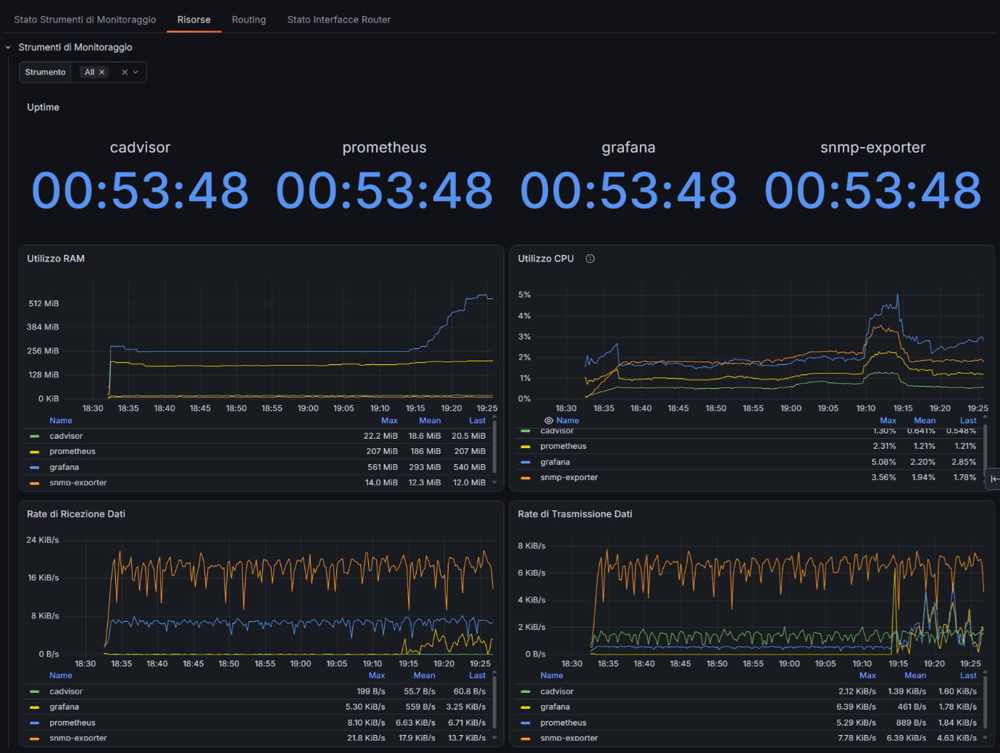 Stato Strumenti di Monitoraggio Risorse Routing Stato Interfacce Router
Strumenti di Monitoraggio
Strumento All
Uptime
cadvisor prometheus grafana snmp-exporter
00:53:48 00:53:48 00:53:48 00:53:48
Utilizzo RAM
512 MiB
384 MiB
256 MiB
128 MiB
0 KiB
18:30 18:35 18:40 18:45 18:50 18:55 19:00 19:05 19:10 19:15 19:20 19:25
Name Max Mean Last
cadvisor 22.2 MiB 18.6 MiB 20.5 MiB
prometheus 207 MiB 186 MiB 207 MiB
grafana 561 MiB 293 MiB 540 MiB
snmp-exporter 14.0 MiB 12.3 MiB 12.0 MiB
Utilizzo CPU
5%
4%
3%
2%
1%
0%
18:30 18:35 18:40 18:45 18:50 18:55 19:00 19:05 19:10 19:15 19:20 19:25
Name Max Mean Last
cadvisor 1.30% 0.641% 0.548%
prometheus 2.31% 1.21% 1.21%
grafana 5.08% 2.20% 2.85%
snmp-exporter 3.56% 1.94% 1.78%
Rate di Ricezione Dati
24 KiB/s
16 KiB/s
8 KiB/s
0 B/s
18:30 18:35 18:40 18:45 18:50 18:55 19:00 19:05 19:10 19:15 19:20 19:25
Name Max Mean Last
cadvisor 199 B/s 55.7 B/s 60.8 B/s
grafana 5.30 KiB/s 559 B/s 3.25 KiB/s
prometheus 8.10 KiB/s 6.63 KiB/s 6.71 KiB/s
snmp-exporter 21.8 KiB/s 17.9 KiB/s 13.7 KiB/s
Rate di Trasmissione Dati
8 KiB/s
6 KiB/s
4 KiB/s
2 KiB/s
0 B/s
18:30 18:35 18:40 18:45 18:50 18:55 19:00 19:05 19:10 19:15 19:20 19:25
Name Max Mean Last
cadvisor 2.12 KiB/s 1.39 KiB/s 1.60 KiB/s
grafana 6.39 KiB/s 461 B/s 1.78 KiB/s
prometheus 5.29 KiB/s 889 B/s 1.84 KiB/s
snmp-exporter 7.78 KiB/s 6.39 KiB/s 4.63 KiB/s